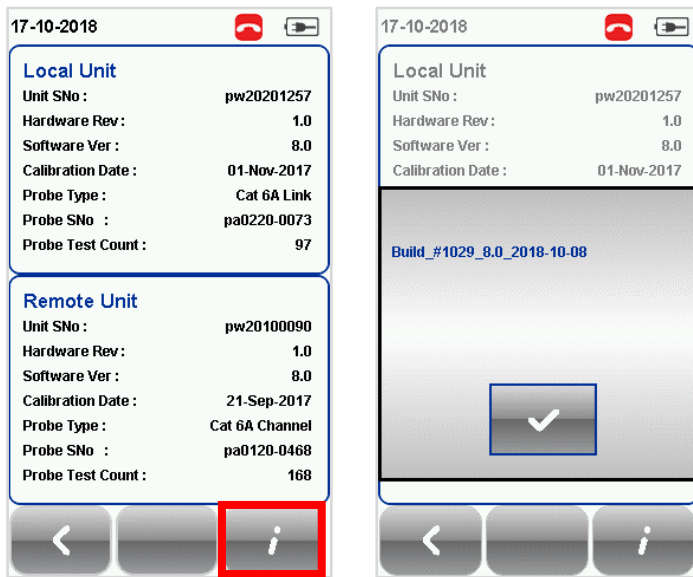 17-10-2018
Local Unit
Unit SNo : pw20201257
Hardware Rev : 1.0
Software Ver : 8.0
Calibration Date : 01-Nov-2017
Probe Type : Cat 6A Link
Probe SNo : pa0220-0073
Probe Test Count : 97
Remote Unit
Unit SNo : pw20100090
Hardware Rev : 1.0
Software Ver : 8.0
Calibration Date : 21-Sep-2017
Probe Type : Cat 6A Channel
Probe SNo : pa0120-0468
Probe Test Count : 168
i
17-10-2018
Local Unit
Unit SNo : pw20201257
Hardware Rev : 1.0
Software Ver : 8.0
Calibration Date : 01-Nov-2017
Build_#1029_8.0_2018-10-08
i